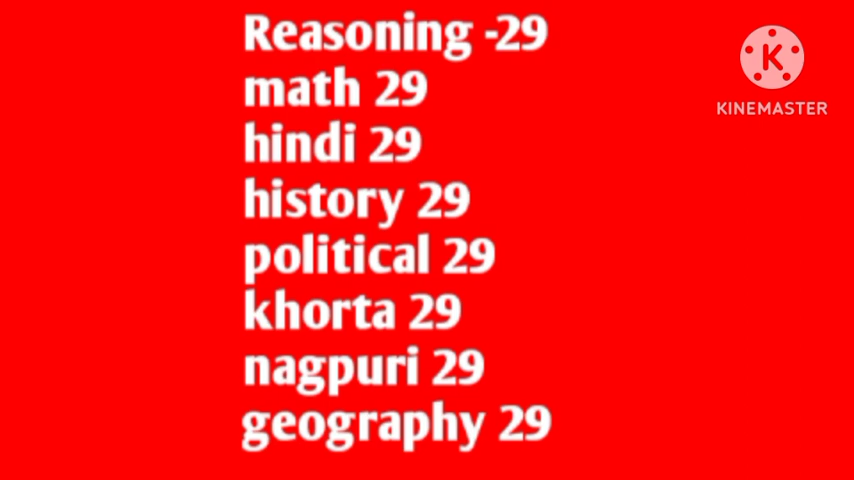 Reasoning -29
math 29
hindi 29
history 29
political 29
khorta 29
nagpuri 29
geography 29
K
KINEMASTER